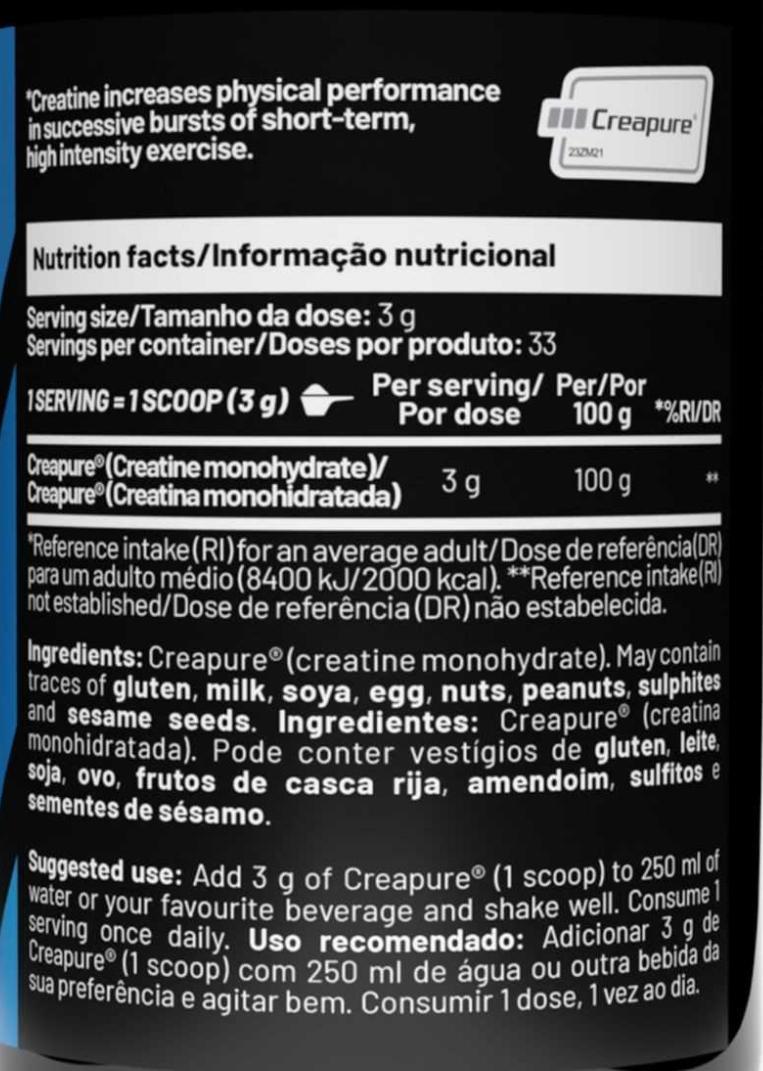 *Creatine increases physical performance
in successive bursts of short-term,
high intensity exercise.
Creapure®
23ZM21
Nutrition facts/Informação nutricional
Serving size/Tamanho da dose: 3 g
Servings per container/Doses por produto: 33
1 SERVING = 1 SCOOP (3 g)
Per serving/ Per/Por
Por dose 100 g *%RI/DR
Creapure® (Creatine monohydrate)/
Creapure® (Creatina monohidratada) 3 g 100 g **
*Reference intake (RI) for an average adult/Dose de referência (DR)
para um adulto médio (8400 kJ/2000 kcal). **Reference intake (RI)
not established/Dose de referência (DR) não estabelecida.
Ingredients: Creapure® (creatine monohydrate). May contain
traces of gluten, milk, soya, egg, nuts, peanuts, sulphites
and sesame seeds. Ingredientes: Creapure® (creatina
monohidratada). Pode conter vestígios de gluten, leite,
soja, ovo, frutos de casca rija, amendoim, sulfitos e
sementes de sésamo.
Suggested use: Add 3 g of Creapure® (1 scoop) to 250 ml of
water or your favourite beverage and shake well. Consume 1
serving once daily. Uso recomendado: Adicionar 3 g de
Creapure® (1 scoop) com 250 ml de água ou outra bebida da
sua preferência e agitar bem. Consumir 1 dose, 1 vez ao dia.